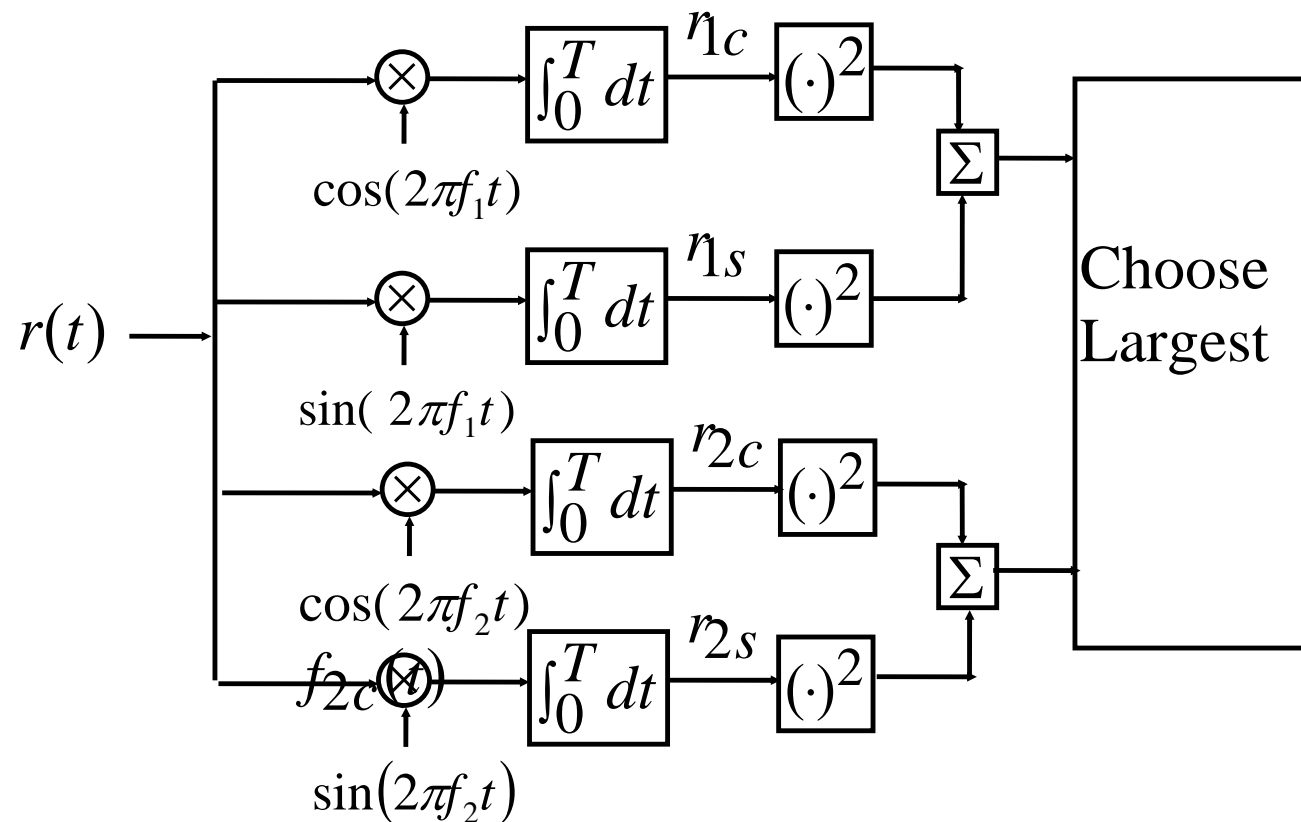 r1c
∫₀ᵀ dt
(·)²
Σ
cos(2πf₁t)
r1s
∫₀ᵀ dt
(·)²
Choose
Largest
r(t)
sin( 2πf₁t)
r2c
∫₀ᵀ dt
(·)²
Σ
cos(2πf₂t)
r2s
f2c(t)
∫₀ᵀ dt
(·)²
sin(2πf₂t)